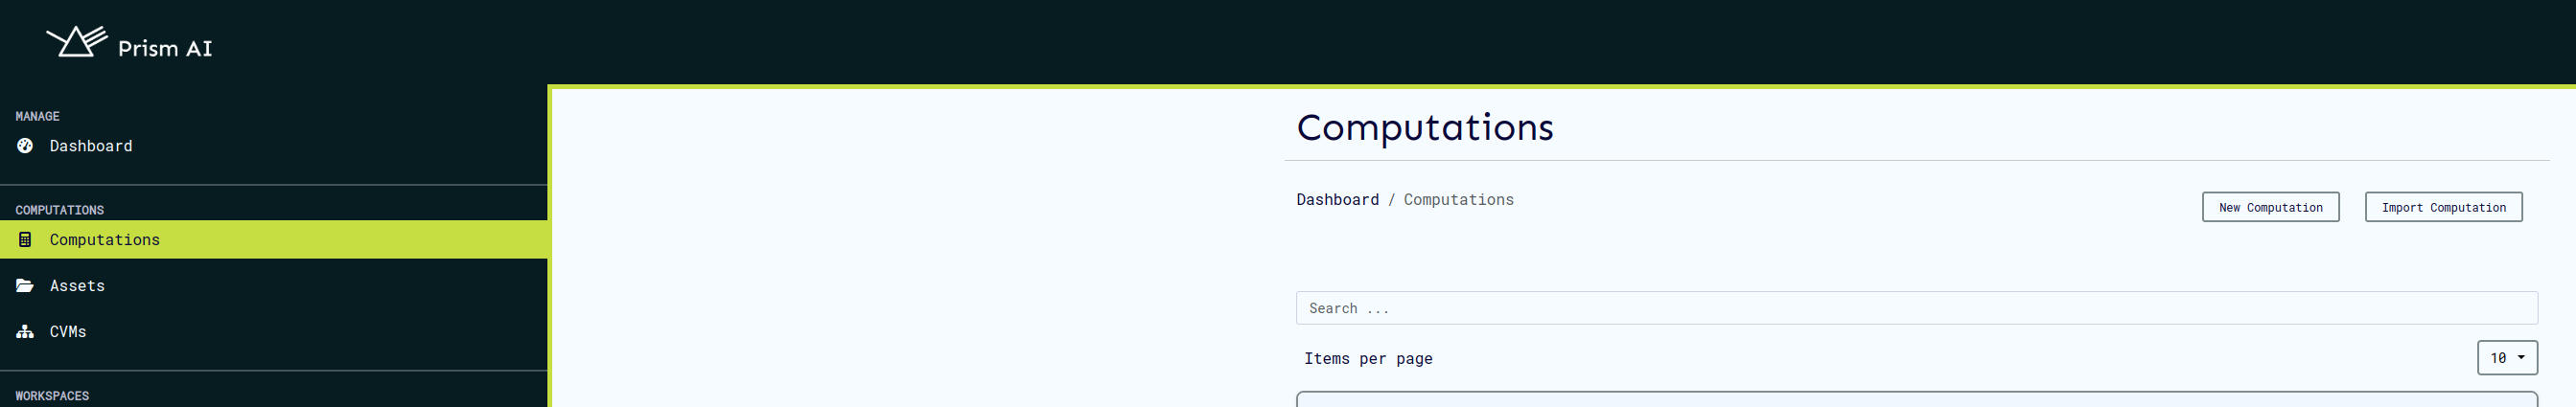 Prism AI
MANAGE
Dashboard
COMPUTATIONS
Computations
Assets
CVMs
WORKSPACES
Computations
Dashboard / Computations
New Computation
Import Computation
Search ...
Items per page
10